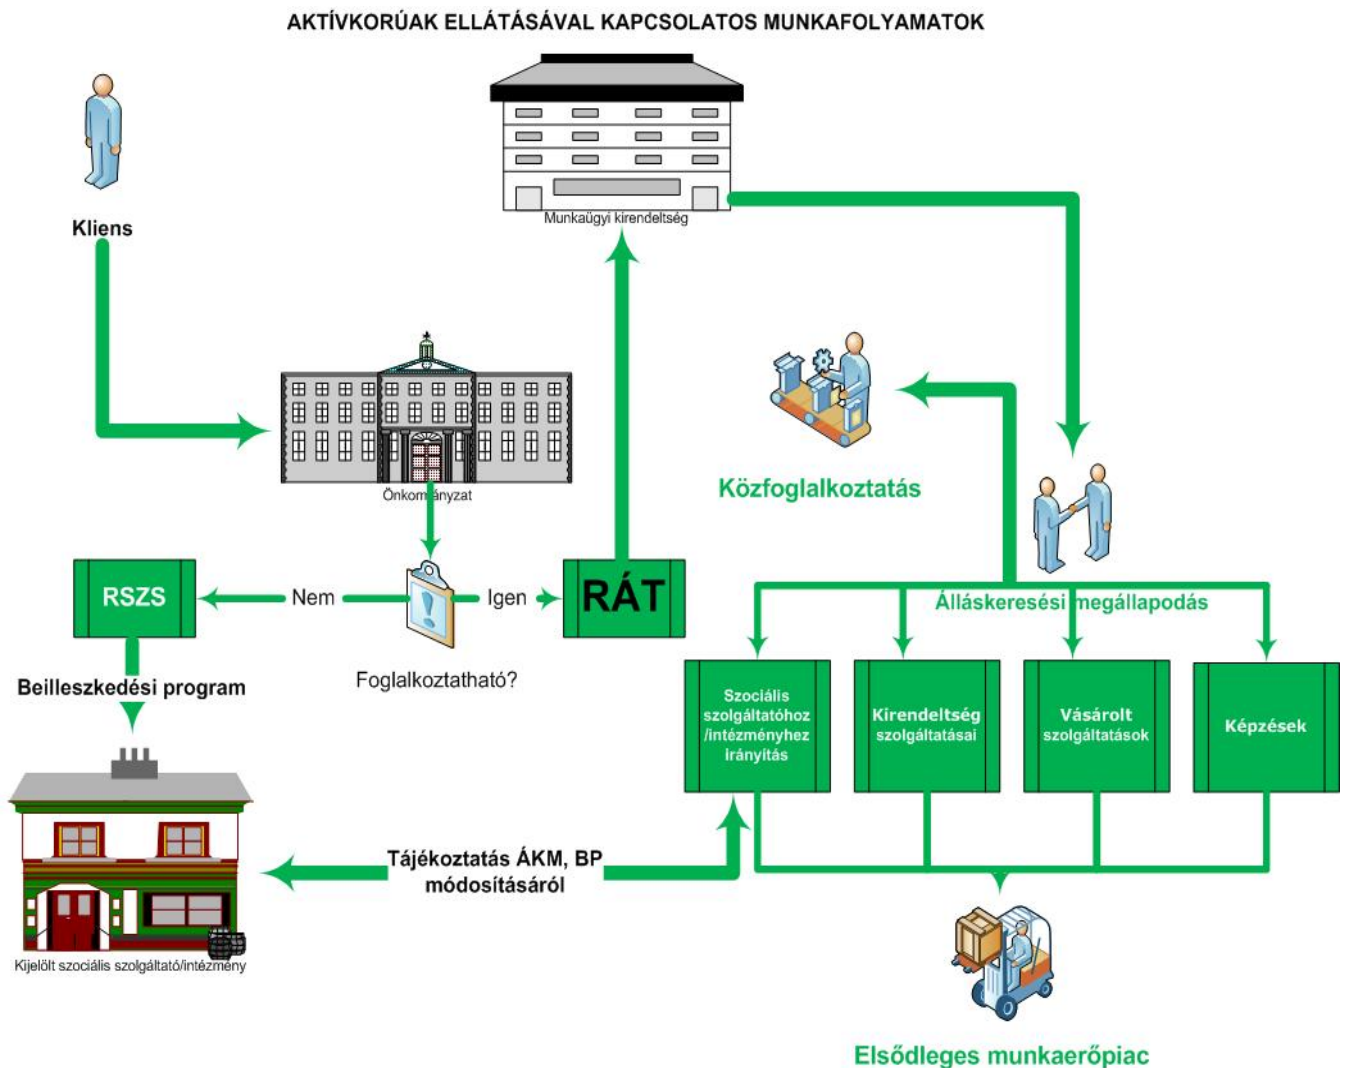 AKTÍVKORÚAK ELLÁTÁSÁVAL KAPCSOLATOS MUNKAFOLYAMATOK
Kliens
Munkaügyi kirendeltség
Önkormányzat
Közfoglalkoztatás
RSZS
Nem
Igen
RÁT
Álláskeresési megállapodás
Foglalkoztatható?
Beilleszkedési program
Szociális
szolgáltatóhoz
/intézményhez
irányítás
Kirendeltség
szolgáltatásai
Vásárolt
szolgáltatások
Képzések
Tájékoztatás ÁKM, BP
módosításáról
Kijelölt szociális szolgáltató/intézmény
Elsődleges munkaerőpiac